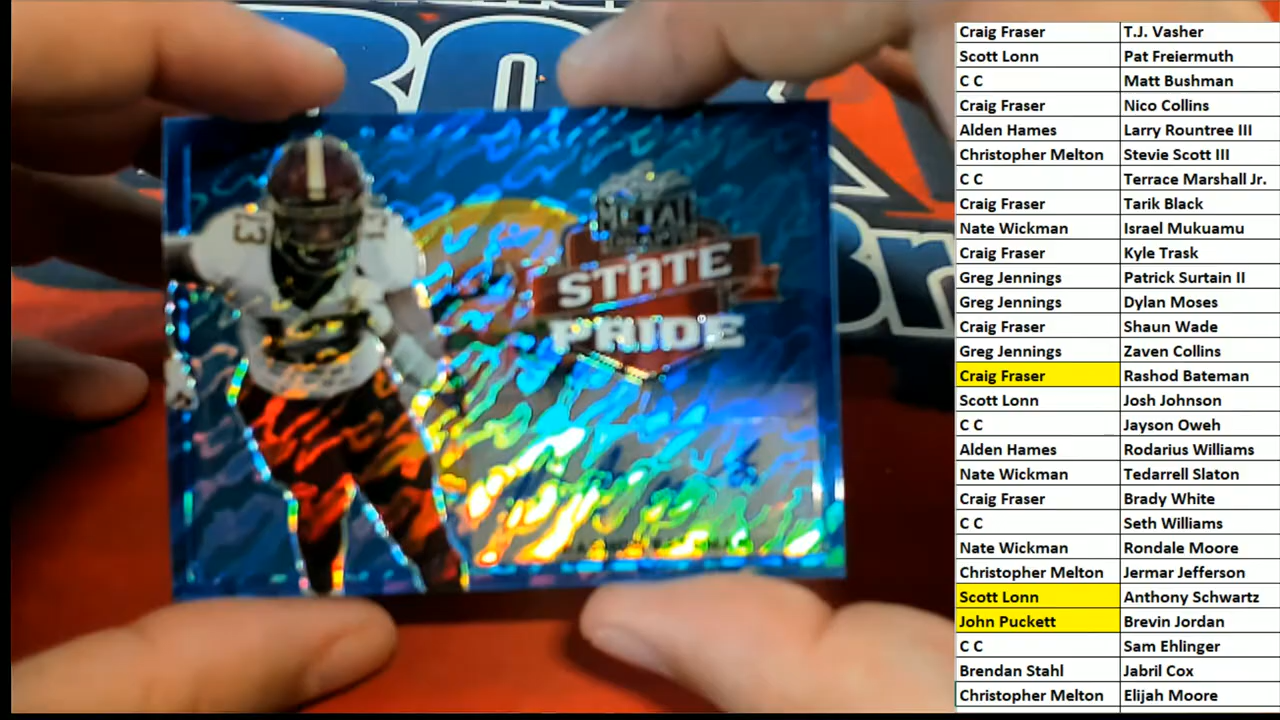 METAL
STATE
PRIDE
13
Craig Fraser T.J. Vasher
Scott Lonn Pat Freiermuth
C C Matt Bushman
Craig Fraser Nico Collins
Alden Hames Larry Rountree III
Christopher Melton Stevie Scott III
C C Terrace Marshall Jr.
Craig Fraser Tarik Black
Nate Wickman Israel Mukuamu
Craig Fraser Kyle Trask
Greg Jennings Patrick Surtain II
Greg Jennings Dylan Moses
Craig Fraser Shaun Wade
Greg Jennings Zaven Collins
Craig Fraser Rashod Bateman
Scott Lonn Josh Johnson
C C Jayson Oweh
Alden Hames Rodarius Williams
Nate Wickman Tedarrell Slaton
Craig Fraser Brady White
C C Seth Williams
Nate Wickman Rondale Moore
Christopher Melton Jermar Jefferson
Scott Lonn Anthony Schwartz
John Puckett Brevin Jordan
C C Sam Ehlinger
Brendan Stahl Jabril Cox
Christopher Melton Elijah Moore